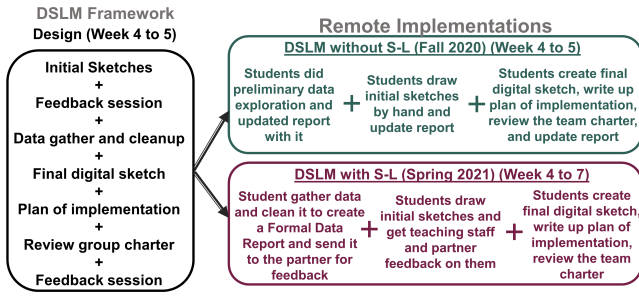 DSLM Framework
Design (Week 4 to 5)
Initial Sketches
+
Feedback session
+
Data gather and cleanup
+
Final digital sketch
+
Plan of implementation
+
Review group charter
+
Feedback session
Remote Implementations
DSLM without S-L (Fall 2020) (Week 4 to 5)
Students did
preliminary data
exploration and
updated report
with it
+
Students draw
initial sketches
by hand and
update report
+
Students create final
digital sketch, write up
plan of implementation,
review the team charter,
and update report
DSLM with S-L (Spring 2021) (Week 4 to 7)
Student gather data
and clean it to create
a Formal Data
Report and send it
to the partner for
feedback
+
Students draw
initial sketches and
get teaching staff
and partner
feedback on them
+
Students create
final digital sketch,
write up plan of
implementation,
review the team
charter